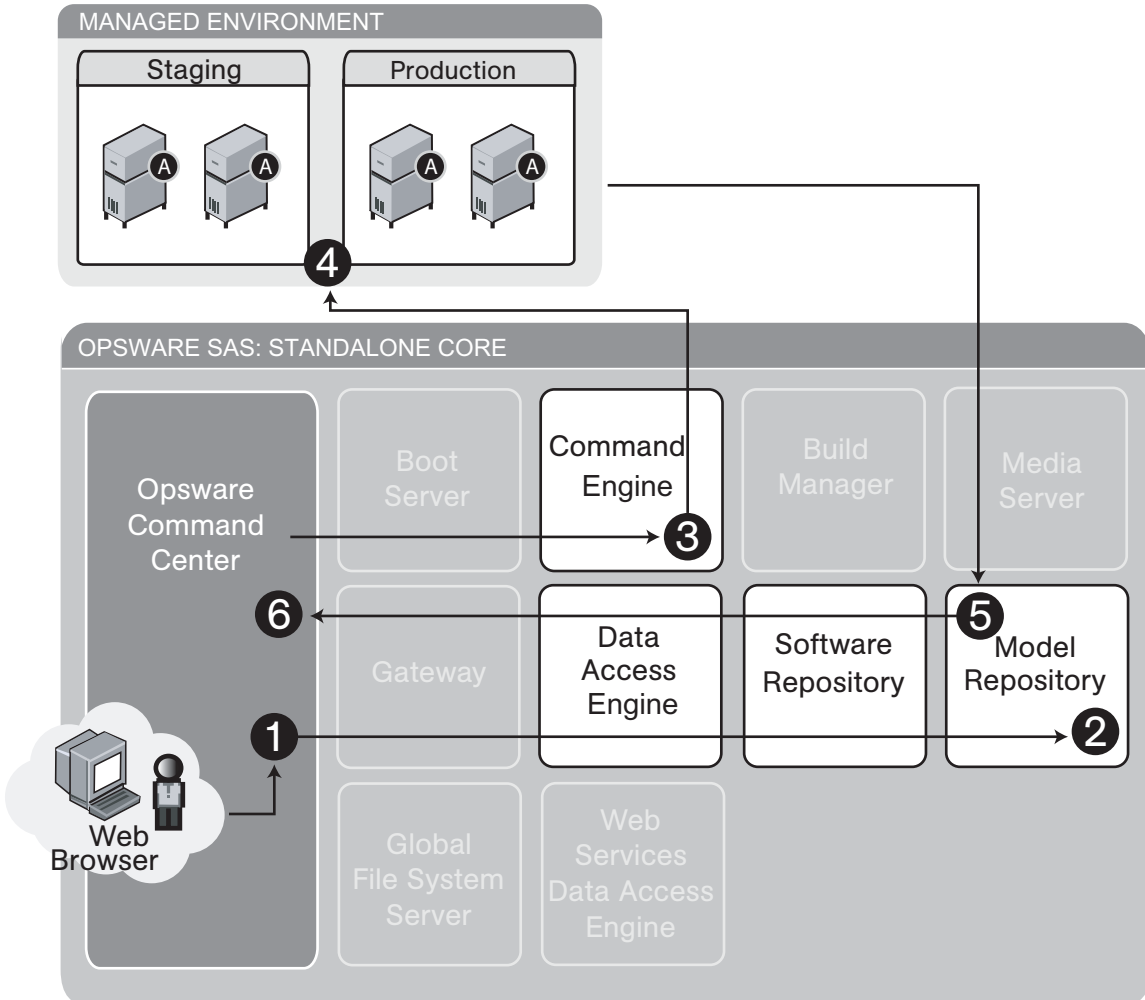 MANAGED ENVIRONMENT
Staging
Production
A
A
A
A
4
OPSWARE SAS: STANDALONE CORE
Opsware
Command
Center
Boot
Server
Command
Engine
3
Build
Manager
Media
Server
6
Gateway
Data
Access
Engine
Software
Repository
5
Model
Repository
1
2
Web
Browser
Global
File System
Server
Web
Services
Data Access
Engine